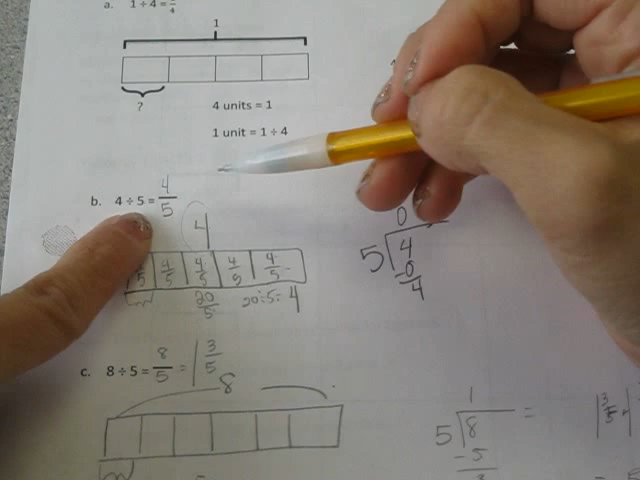 a. 1 ÷ 4 = 1/4
1
?
4 units = 1
1 unit = 1 ÷ 4
b. 4 ÷ 5 = 4/5
4
5 4/5 4/5 4/5 4/5 =
20/5 = 20÷5= 4
0
5 4
-0
4
c. 8 ÷ 5 = 8/5 = 1 3/5
8
1
5 8 =
-5